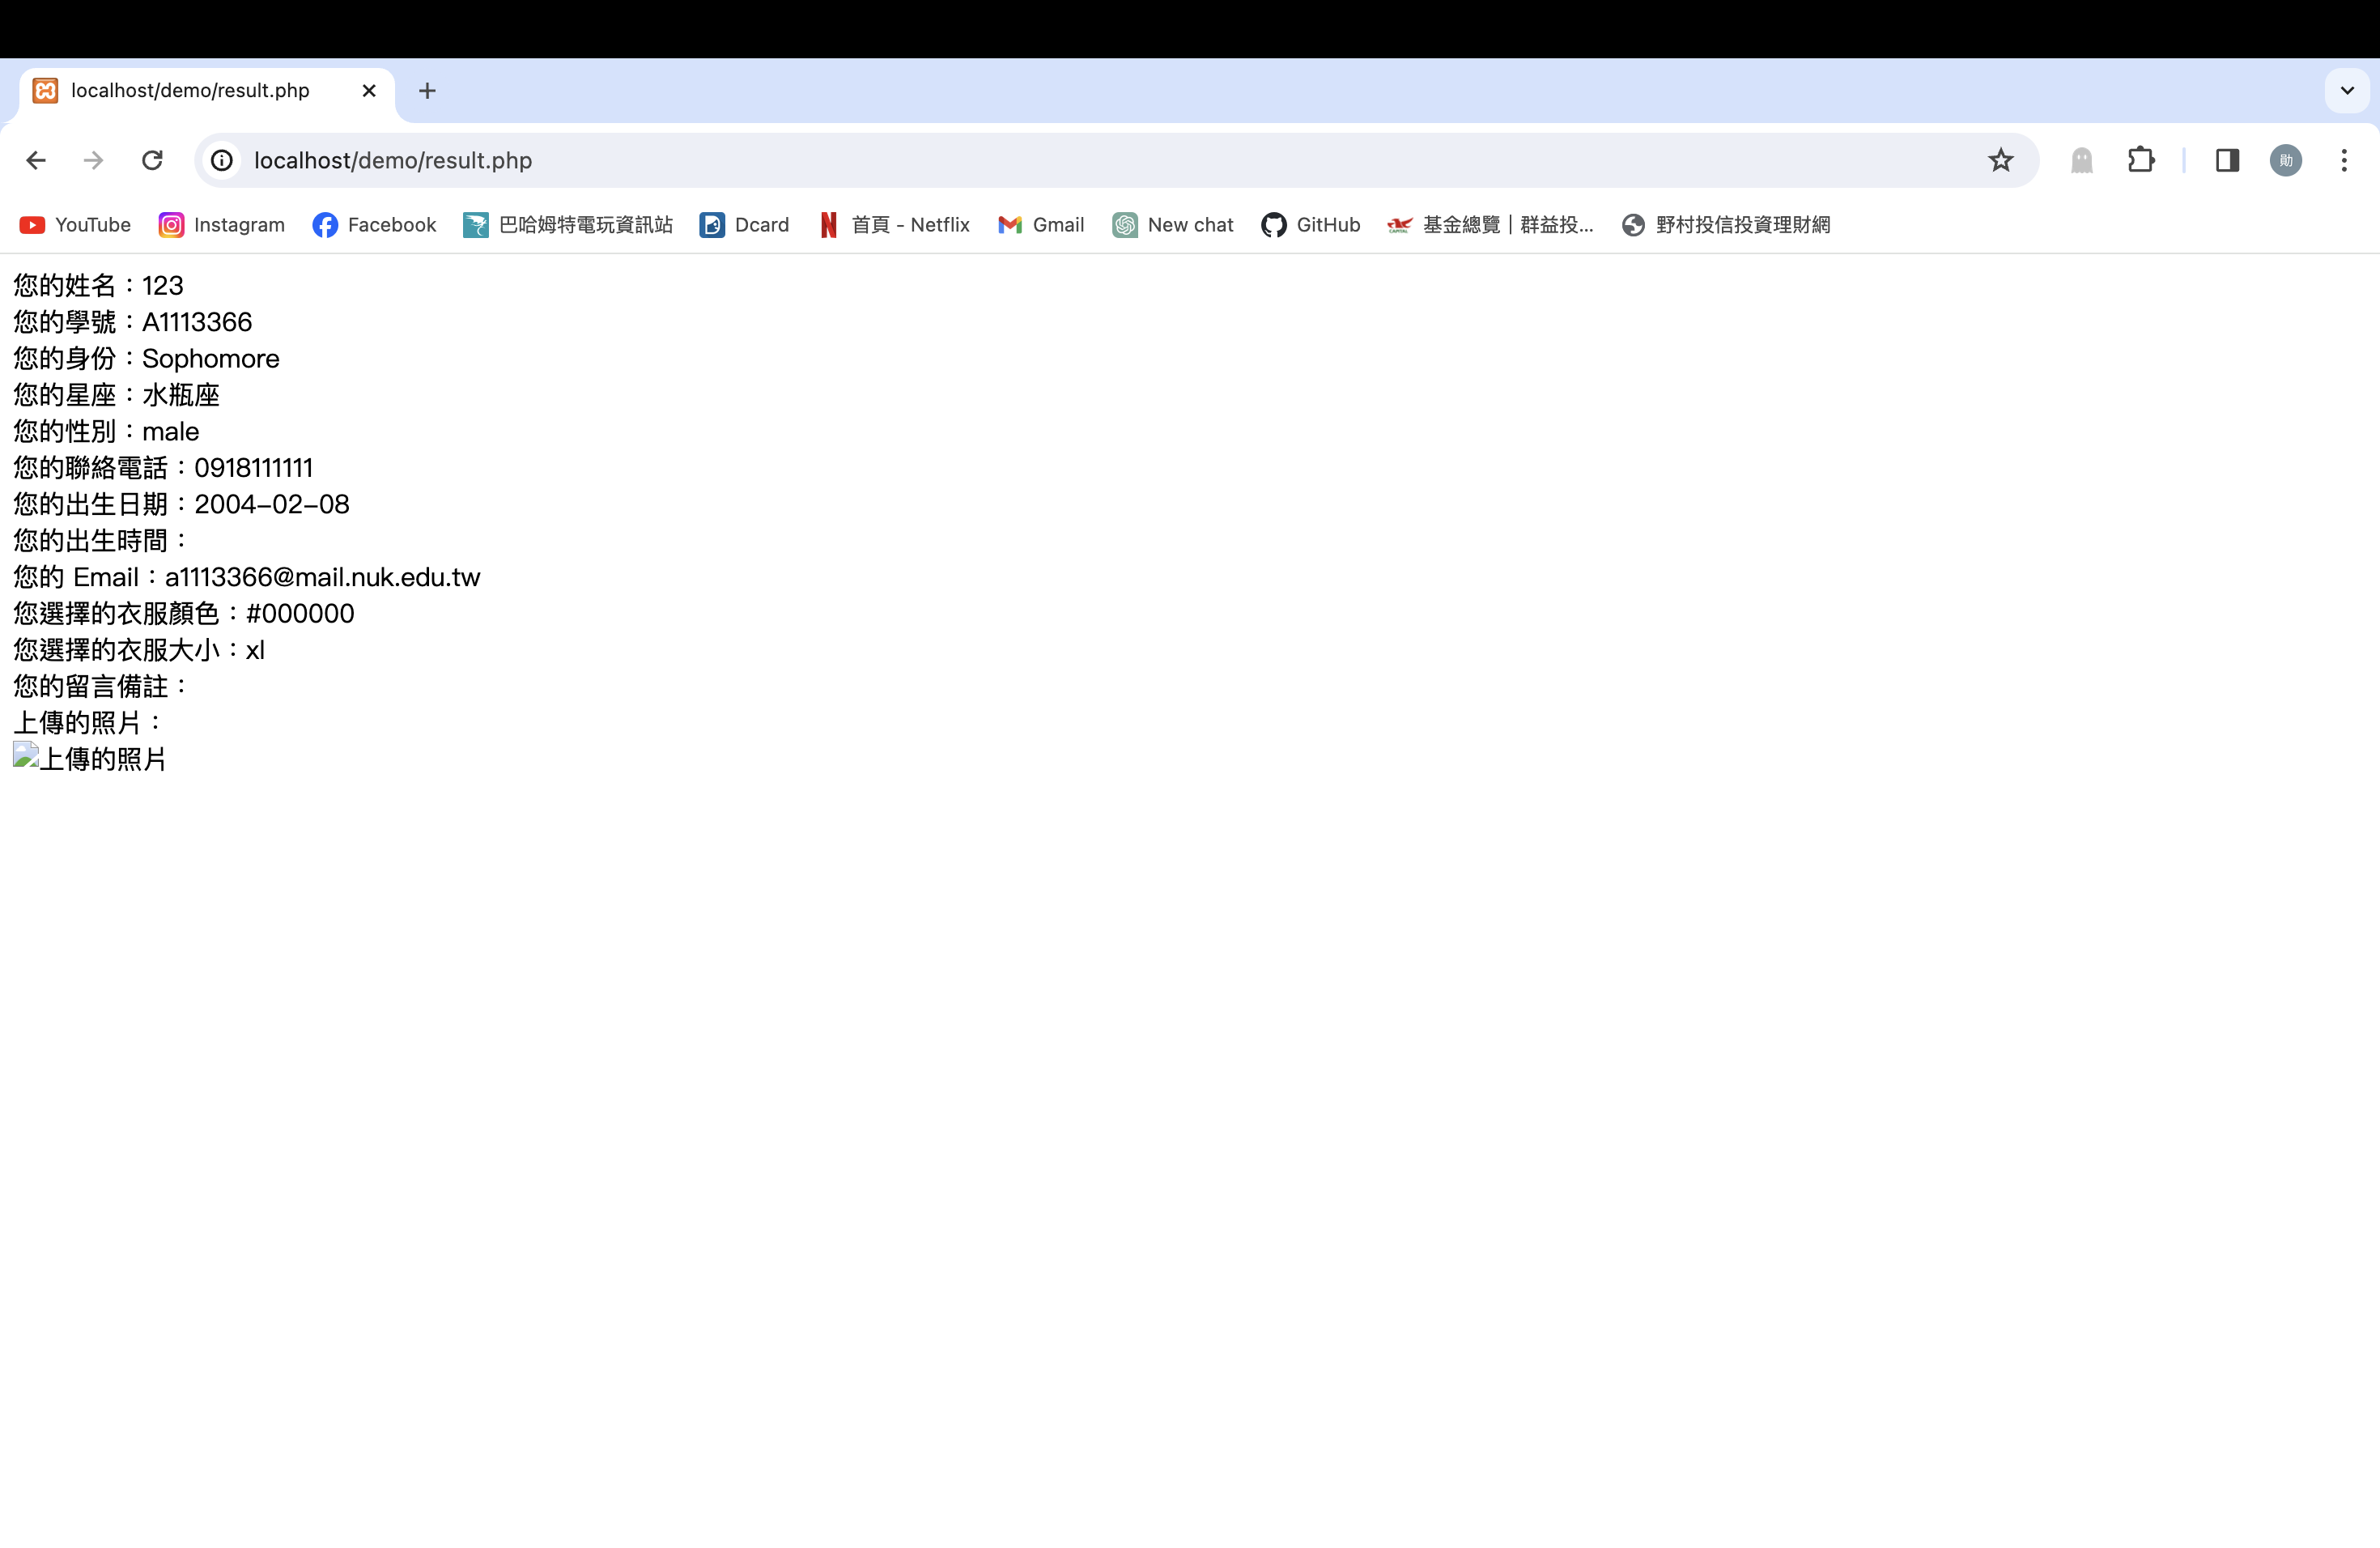 localhost/demo/result.php
localhost/demo/result.php
勛
YouTube Instagram Facebook 巴哈姆特電玩資訊站 Dcard 首頁 - Netflix Gmail New chat GitHub 基金總覽｜群益投... 野村投信投資理財網
您的姓名：123
您的學號：A1113366
您的身份：Sophomore
您的星座：水瓶座
您的性別：male
您的聯絡電話：0918111111
您的出生日期：2004-02-08
您的出生時間：
您的 Email：a1113366@mail.nuk.edu.tw
您選擇的衣服顏色：#000000
您選擇的衣服大小：xl
您的留言備註：
上傳的照片：
上傳的照片